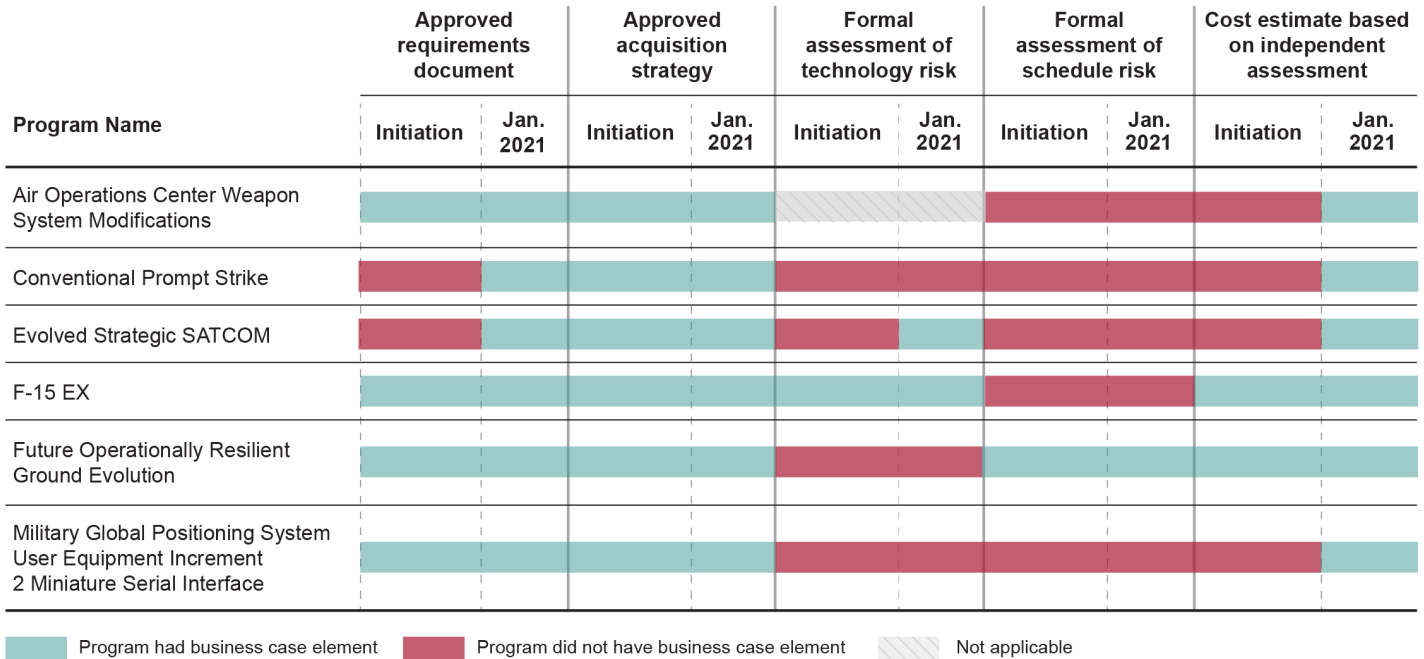 Approved
requirements
document
Approved
acquisition
strategy
Formal
assessment of
technology risk
Formal
assessment of
schedule risk
Cost estimate based
on independent
assessment
Program Name
Initiation
Jan.
2021
Initiation
Jan.
2021
Initiation
Jan.
2021
Initiation
Jan.
2021
Initiation
Jan.
2021
Air Operations Center Weapon
System Modifications
Conventional Prompt Strike
Evolved Strategic SATCOM
F-15 EX
Future Operationally Resilient
Ground Evolution
Military Global Positioning System
User Equipment Increment
2 Miniature Serial Interface
Program had business case element
Program did not have business case element
Not applicable